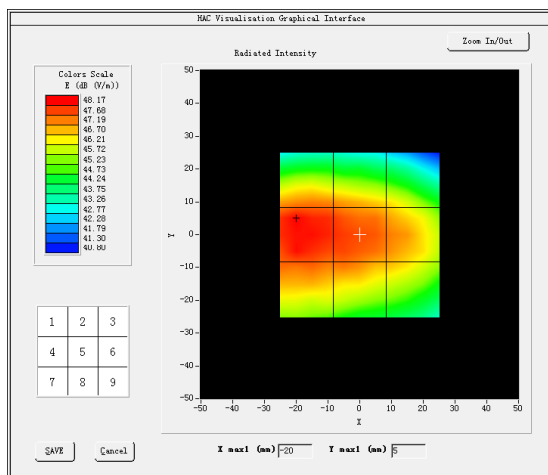 HAC Visualisation Graphical Interface
Zoom In/Out
Radiated Intensity
Colors Scale
E (dB (V/m))
48.17
47.68
47.19
46.70
46.21
45.72
45.23
44.73
44.24
43.75
43.26
42.77
42.28
41.79
41.30
40.80
50
40
30
20
10
0
-10
-20
-30
-40
-50
Y
-50 -40 -30 -20 -10 0 10 20 30 40 50
X
1 2 3
4 5 6
7 8 9
SAVE Cancel
X max1 (mm) -20 Y max1 (mm) 5